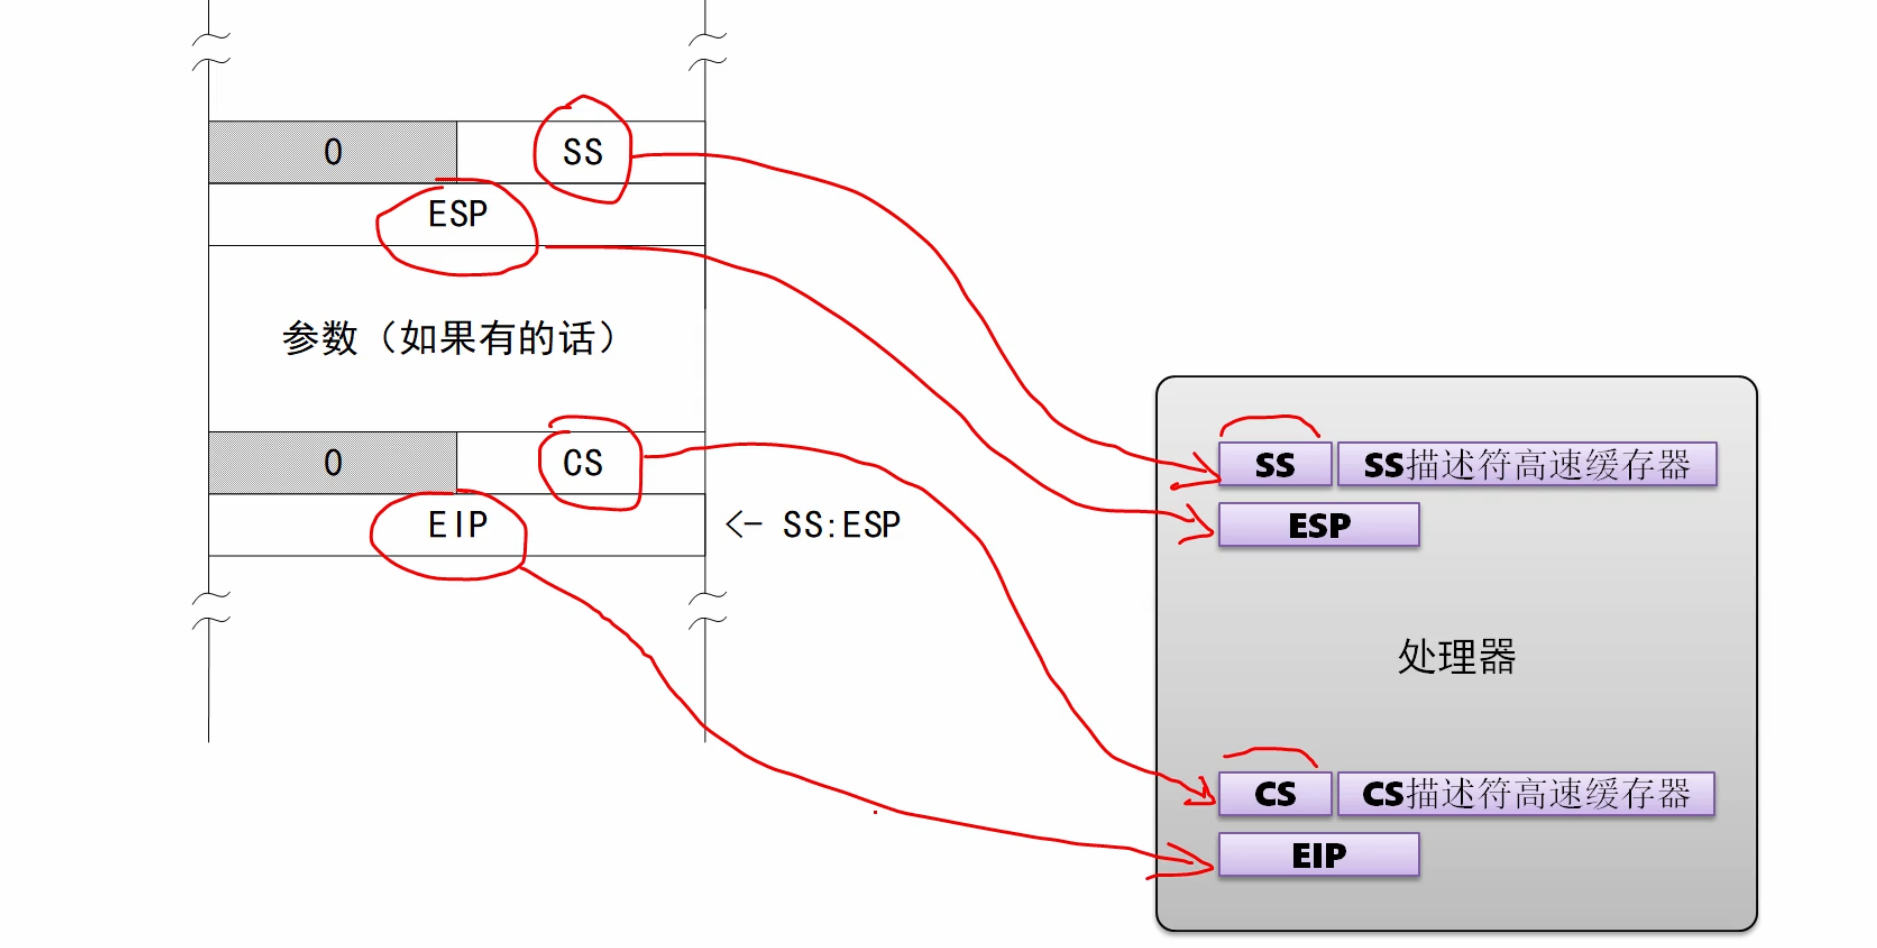 0
SS
ESP
参数（如果有的话）
0
CS
EIP
<- SS:ESP
SS
SS描述符高速缓存器
ESP
处理器
CS
CS描述符高速缓存器
EIP